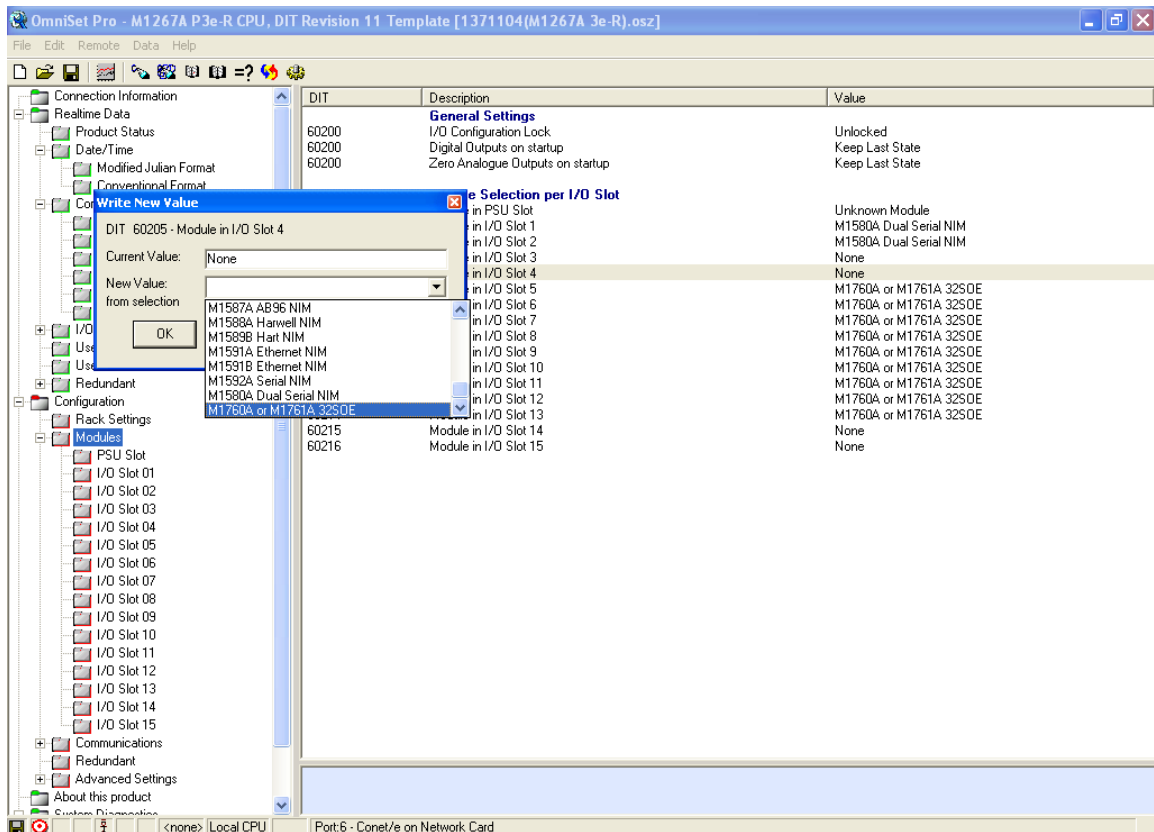 OmniSet Pro - M1267A P3e-R CPU, DIT Revision 11 Template [1371104(M1267A 3e-R).osz]
File Edit Remote Data Help
=?
Connection Information
Realtime Data
Product Status
Date/Time
Modified Julian Format
Conventional Format
Co
I/O
Use
Use
Redundant
Configuration
Rack Settings
Modules
PSU Slot
I/O Slot 01
I/O Slot 02
I/O Slot 03
I/O Slot 04
I/O Slot 05
I/O Slot 06
I/O Slot 07
I/O Slot 08
I/O Slot 09
I/O Slot 10
I/O Slot 11
I/O Slot 12
I/O Slot 13
I/O Slot 14
I/O Slot 15
Communications
Redundant
Advanced Settings
About this product
Write New Value
DIT 60205 - Module in I/O Slot 4
Current Value: None
New Value:
from selection
OK
M1587A AB96 NIM
M1588A Harwell NIM
M1589B Hart NIM
M1591A Ethernet NIM
M1591B Ethernet NIM
M1592A Serial NIM
M1580A Dual Serial NIM
M1760A or M1761A 32SOE
DIT Description Value
General Settings
60200 I/O Configuration Lock Unlocked
60200 Digital Outputs on startup Keep Last State
60200 Zero Analogue Outputs on startup Keep Last State
e Selection per I/O Slot
in PSU Slot Unknown Module
in I/O Slot 1 M1580A Dual Serial NIM
in I/O Slot 2 M1580A Dual Serial NIM
in I/O Slot 3 None
in I/O Slot 4 None
in I/O Slot 5 M1760A or M1761A 32SOE
in I/O Slot 6 M1760A or M1761A 32SOE
in I/O Slot 7 M1760A or M1761A 32SOE
in I/O Slot 8 M1760A or M1761A 32SOE
in I/O Slot 9 M1760A or M1761A 32SOE
in I/O Slot 10 M1760A or M1761A 32SOE
in I/O Slot 11 M1760A or M1761A 32SOE
in I/O Slot 12 M1760A or M1761A 32SOE
in I/O Slot 13 M1760A or M1761A 32SOE
60215 Module in I/O Slot 14 None
60216 Module in I/O Slot 15 None
<none> Local CPU Port:6 - Conet/e on Network Card